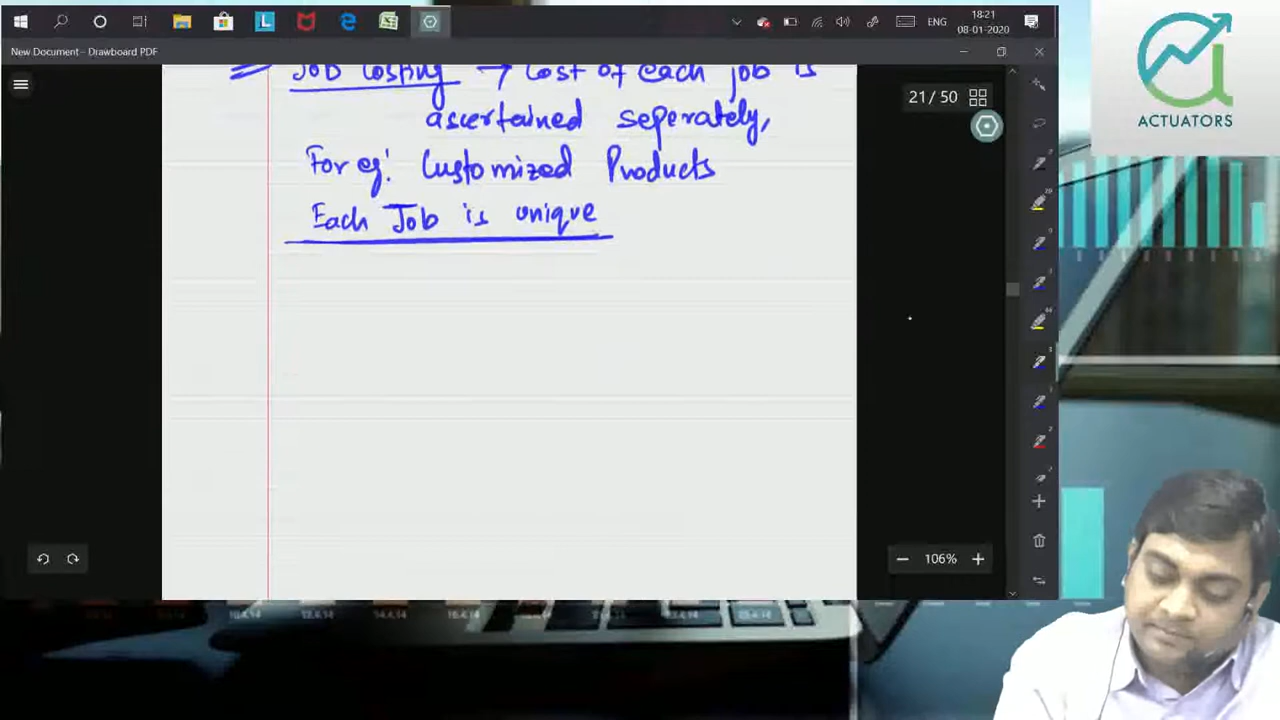 ENG
18:21
08-01-2020
New Document - Drawboard PDF
21 / 50
ACTUATORS
Job Costing → Cost of each job is
ascertained seperately,
For eg: Customized Products
Each Job is unique
106%